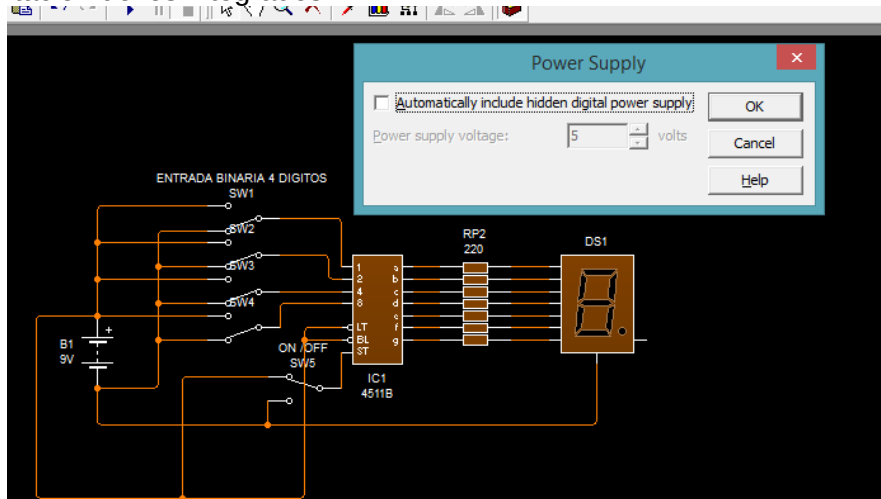 Power Supply
Automatically include hidden digital power supply
OK
Power supply voltage:
5
volts
Cancel
Help
ENTRADA BINARIA 4 DIGITOS
SW1
SW2
SW3
SW4
B1
9V
+
ON /OFF
SW5
1
2
4
8
LT
BL
ST
a
b
c
d
e
f
g
IC1
4511B
RP2
220
DS1